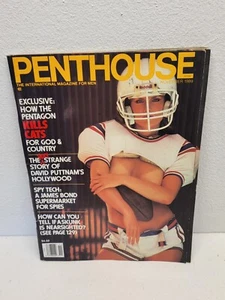 PENTHOUSE
THE INTERNATIONAL MAGAZINE FOR MEN
EXCLUSIVE:
HOW THE
PENTAGON
KILLS
CATS
FOR GOD &
COUNTRY
THE STRANGE
STORY OF
DAVID PUTTNAM'S
HOLLYWOOD
SPY TECH:
A JAMES BOND
SUPERMARKET
FOR SPIES
HOW CAN YOU
TELL IF A SKUNK
IS NEARSIGHTED?
(SEE PAGE 129)